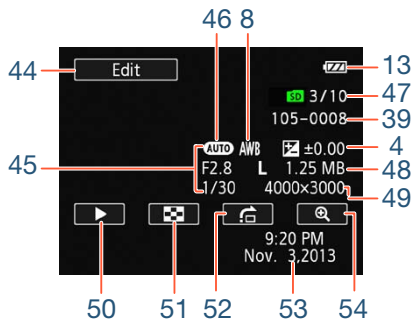 46 8
44 Edit 13
SD 3/10 47
105-0008 39
AUTO AWB ±0.00 4
45 F2.8 L 1.25 MB 48
1/30 4000×3000 49
9:20 PM
Nov. 3,2013
50 51 52 53 54